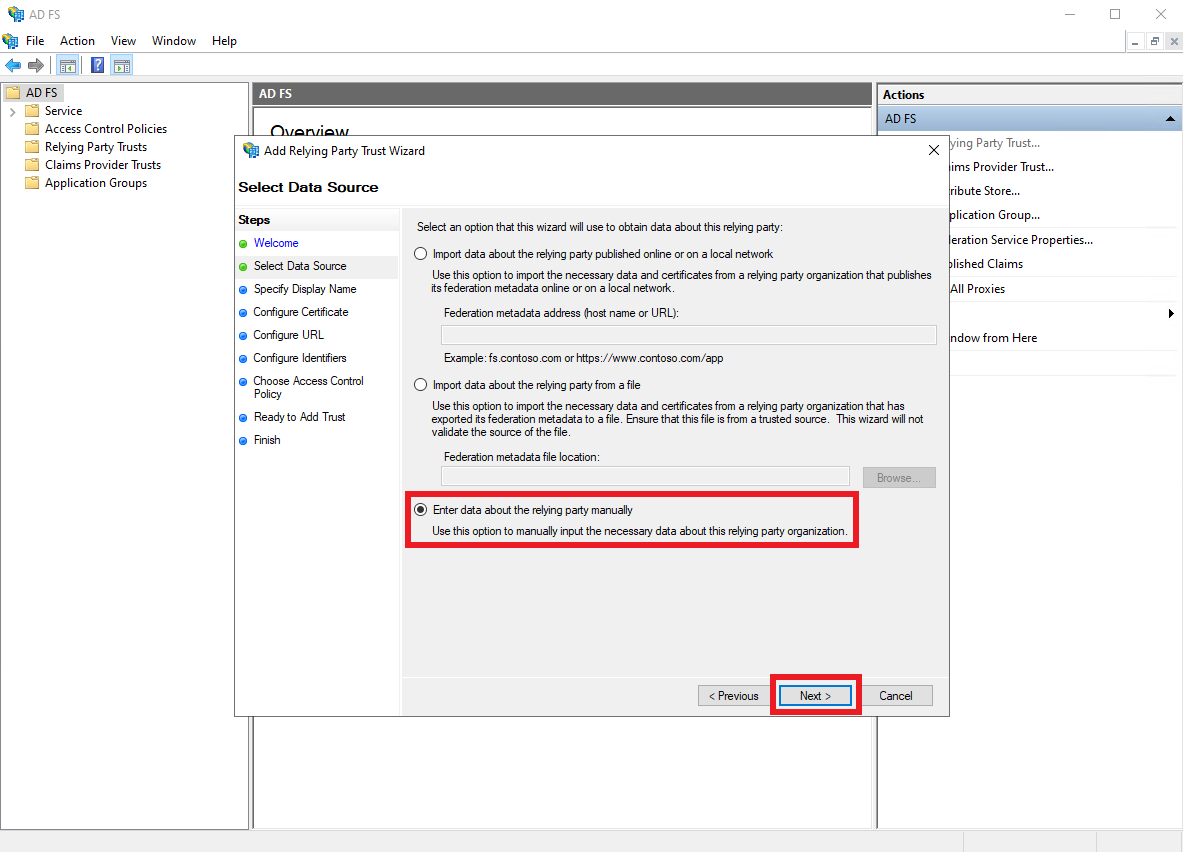 AD FS
File Action View Window Help
AD FS
Service
Access Control Policies
Relying Party Trusts
Claims Provider Trusts
Application Groups
AD FS
Overview
Actions
AD FS
ying Party Trust...
ims Provider Trust...
ribute Store...
plication Group...
eration Service Properties...
blished Claims
All Proxies
ndow from Here
Add Relying Party Trust Wizard
Select Data Source
Steps
Welcome
Select Data Source
Specify Display Name
Configure Certificate
Configure URL
Configure Identifiers
Choose Access Control
Policy
Ready to Add Trust
Finish
Select an option that this wizard will use to obtain data about this relying party:
Import data about the relying party published online or on a local network
Use this option to import the necessary data and certificates from a relying party organization that publishes
its federation metadata online or on a local network.
Federation metadata address (host name or URL):
Example: fs.contoso.com or https://www.contoso.com/app
Import data about the relying party from a file
Use this option to import the necessary data and certificates from a relying party organization that has
exported its federation metadata to a file. Ensure that this file is from a trusted source. This wizard will not
validate the source of the file.
Federation metadata file location:
Browse...
Enter data about the relying party manually
Use this option to manually input the necessary data about this relying party organization.
< Previous Next > Cancel